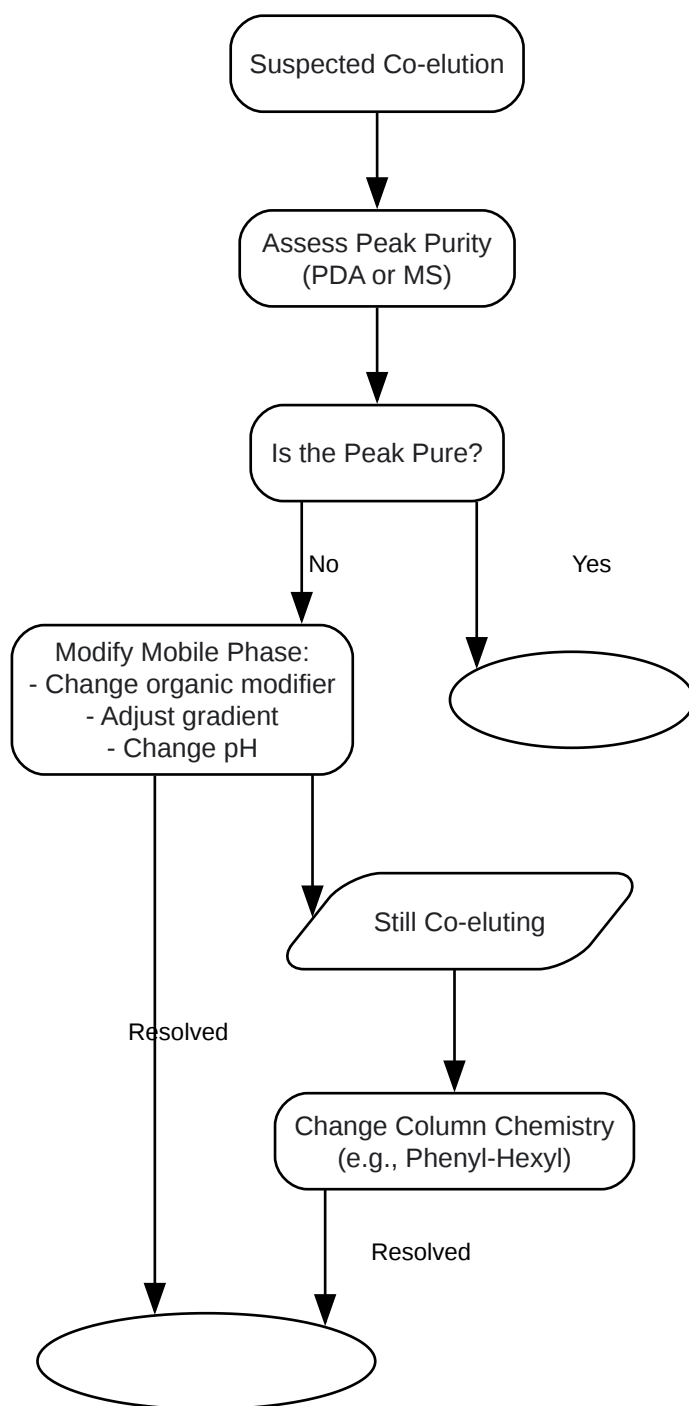 Suspected Co-elution
Assess Peak Purity
(PDA or MS)
Is the Peak Pure?
No
Yes
Modify Mobile Phase:
- Change organic modifier
- Adjust gradient
- Change pH
Still Co-eluting
Resolved
Change Column Chemistry
(e.g., Phenyl-Hexyl)
Resolved